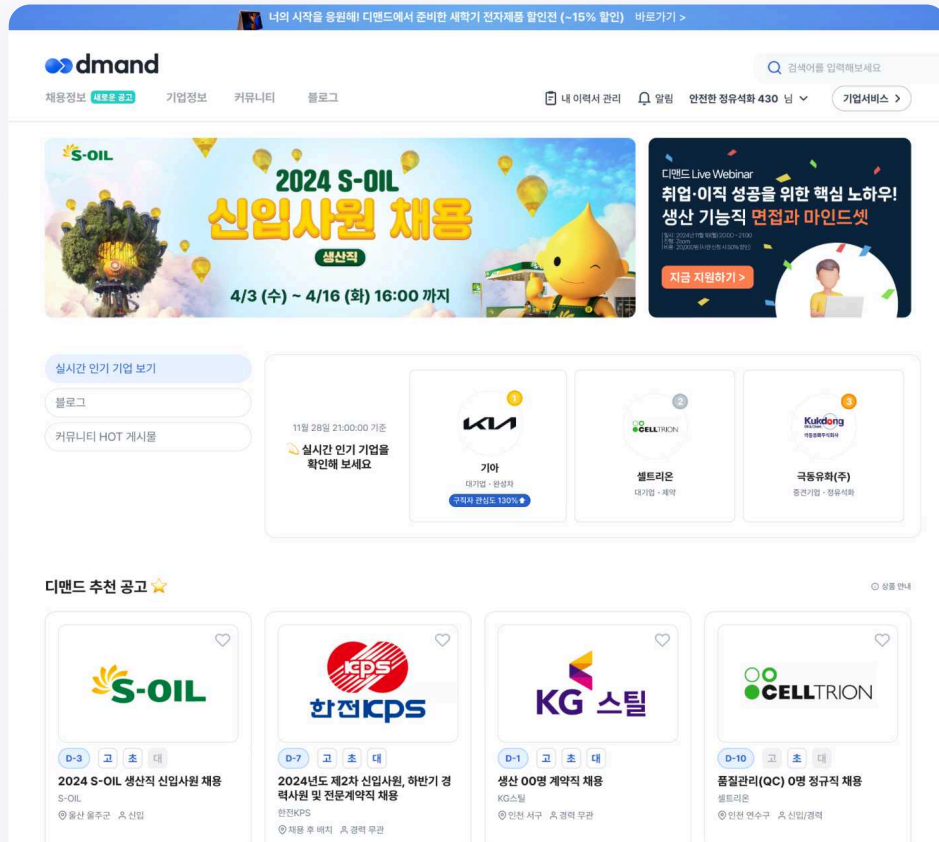 너의 시작을 응원해! 디맨드에서 준비한 새학기 전자제품 할인전 (~15% 할인) 바로가기 >
dmand
검색어를 입력해보세요
채용정보 새로운 공고 기업정보 커뮤니티 블로그 내 이력서 관리 알림 안전한 정유석화 430 님 기업서비스 >
S-OIL
2024 S-OIL
신입사원 채용
생산직
4/3 (수) ~ 4/16 (화) 16:00 까지
디맨드 Live Webinar
취업·이직 성공을 위한 핵심 노하우!
생산 기능직 면접과 마인드셋
지금 지원하기 >
실시간 인기 기업 보기
블로그
커뮤니티 HOT 게시물
11월 28일 21:00:00 기준
실시간 인기 기업을
확인해 보세요
1
KIA
기아
대기업 · 완성차
구직자 관심도 130%
2
CELLTRION
셀트리온
대기업 · 제약
3
Kukdong
극동유화주식회사
극동유화(주)
중견기업 · 정유석화
디맨드 추천 공고
상품 안내
S-OIL
D-3 고 초 대
2024 S-OIL 생산직 신입사원 채용
S-OIL
울산 울주군 신입
KPS
한전KPS
D-7 고 초 대
2024년도 제2차 신입사원, 하반기 경
력사원 및 전문계약직 채용
한전KPS
채용 후 배치 경력 무관
KG 스틸
D-1 고 초 대
생산 00명 계약직 채용
KG스틸
인천 서구 경력 무관
CELLTRION
D-10 고 초 대
품질관리(QC) 0명 정규직 채용
셀트리온
인천 연수구 신입/경력